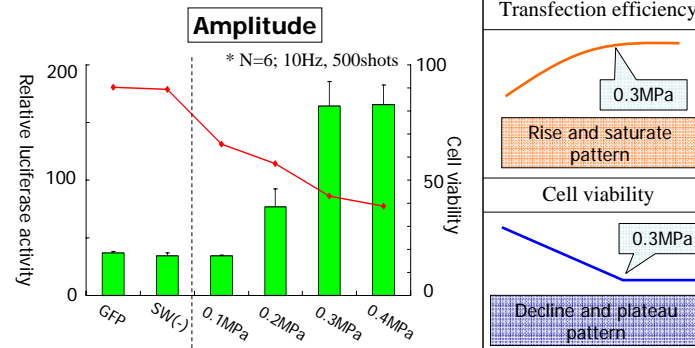 Amplitude
* N=6; 10Hz, 500shots
Relative luciferase activity
200
100
0
100
50
0
Cell viability
GFP
SW(-)
0.1MPa
0.2MPa
0.3MPa
0.4MPa
Transfection efficiency
0.3MPa
Rise and saturate
pattern
Cell viability
0.3MPa
Decline and plateau
pattern